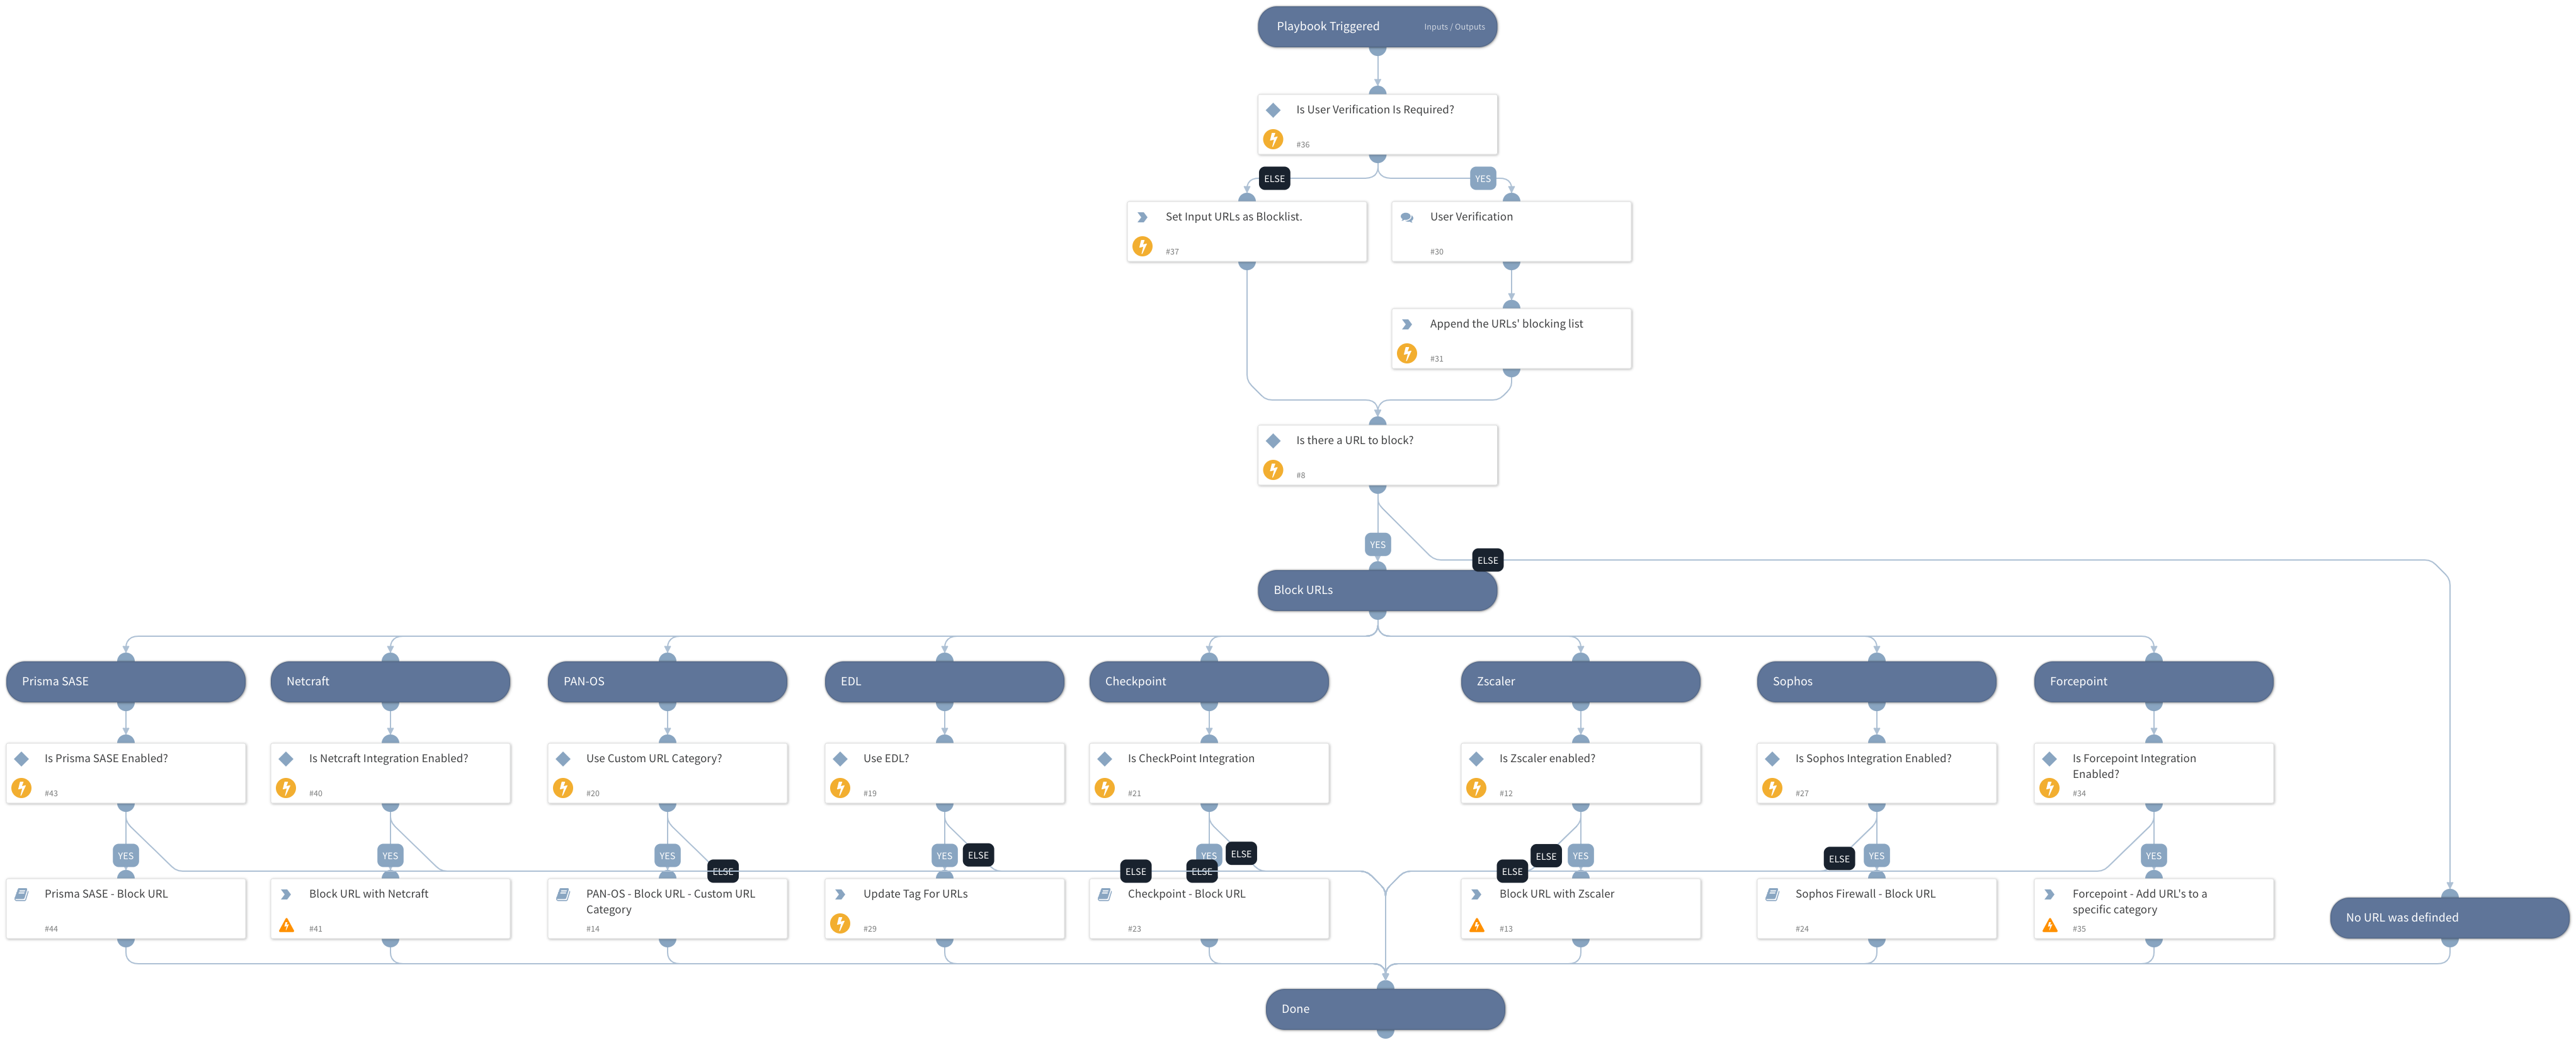 Playbook Triggered
Inputs / Outputs
Is User Verification Is Required?
#36
ELSE
YES
Set Input URLs as Blocklist.
#37
User Verification
#30
Append the URLs' blocking list
#31
Is there a URL to block?
#8
YES
ELSE
Block URLs
Prisma SASE
Netcraft
PAN-OS
EDL
Checkpoint
Zscaler
Sophos
Forcepoint
Is Prisma SASE Enabled?
#43
Is Netcraft Integration Enabled?
#40
Use Custom URL Category?
#20
Use EDL?
#19
Is CheckPoint Integration
#21
Is Zscaler enabled?
#12
Is Sophos Integration Enabled?
#27
Is Forcepoint Integration
Enabled?
#34
YES
YES
YES
ELSE
YES
ELSE
ELSE
YES
ELSE
ELSE
ELSE
ELSE
YES
ELSE
YES
YES
Prisma SASE - Block URL
#44
Block URL with Netcraft
#41
PAN-OS - Block URL - Custom URL
Category
#14
Update Tag For URLs
#29
Checkpoint - Block URL
#23
Block URL with Zscaler
#13
Sophos Firewall - Block URL
#24
Forcepoint - Add URL's to a
specific category
#35
No URL was definded
Done